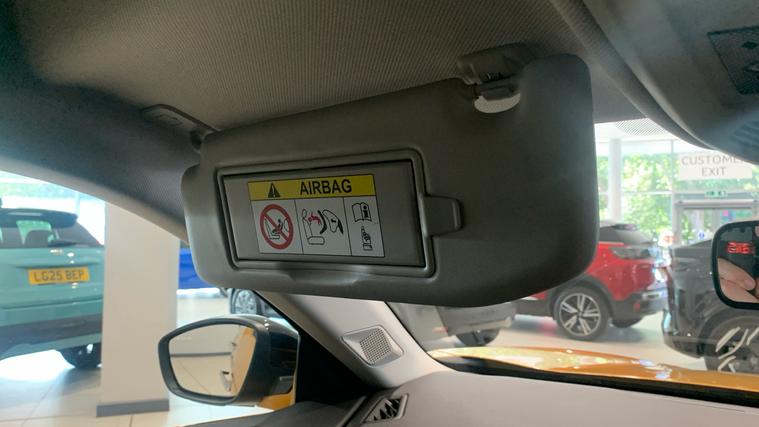 AIRBAG
CUSTOMER
EXIT
LG25 BEP